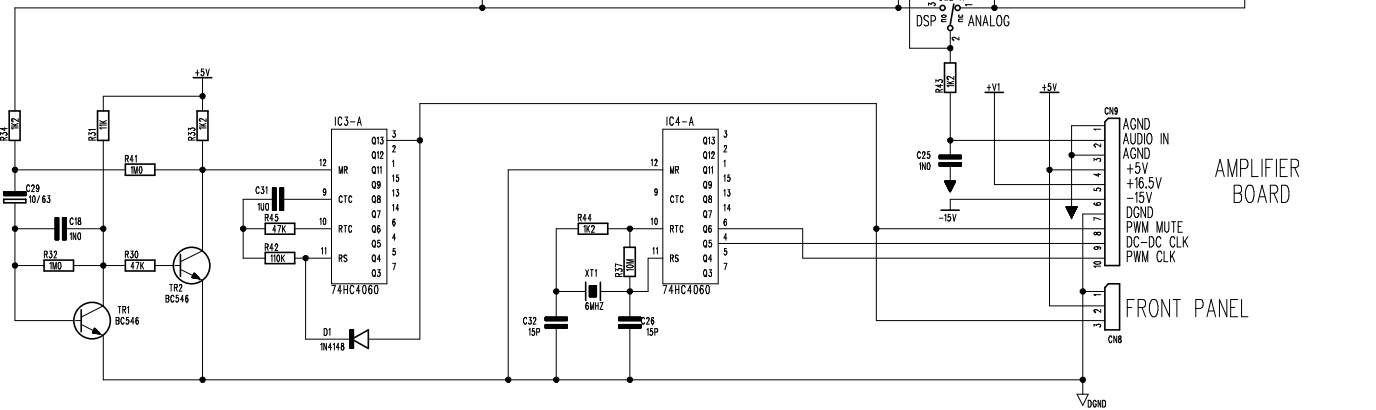 3 no nc 1
DSP ANALOG
2
R43 1K2
+5V
+V1
+5V
R34 1K2
R31 11K
R33 1K2
R41
1M0
C29
10/63
C18
1N0
R32
1M0
R30
47K
TR2
BC546
TR1
BC546
IC3-A
12 MR
9 CTC
10 RTC
11 RS
Q13 3
Q12 2
Q11 1
Q9 15
Q8 13
Q7 14
Q6 6
Q5 4
Q4 5
Q3 7
74HC4060
C31
1U0
R45
47K
R42
110K
D1
1N4148
IC4-A
12 MR
9 CTC
10 RTC
11 RS
Q13 3
Q12 2
Q11 1
Q9 15
Q8 13
Q7 14
Q6 6
Q5 4
Q4 5
Q3 7
74HC4060
R44
1K2
R37 10M
XT1
6MHZ
C32
15P
C26
15P
C25
1N0
-15V
CN9
1 AGND
2 AUDIO IN
3 AGND
4 +5V
5 +16.5V
6 -15V
7 DGND
8 PWM MUTE
9 DC-DC CLK
10 PWM CLK
AMPLIFIER
BOARD
1
2
3
FRONT PANEL
CN8
DGND